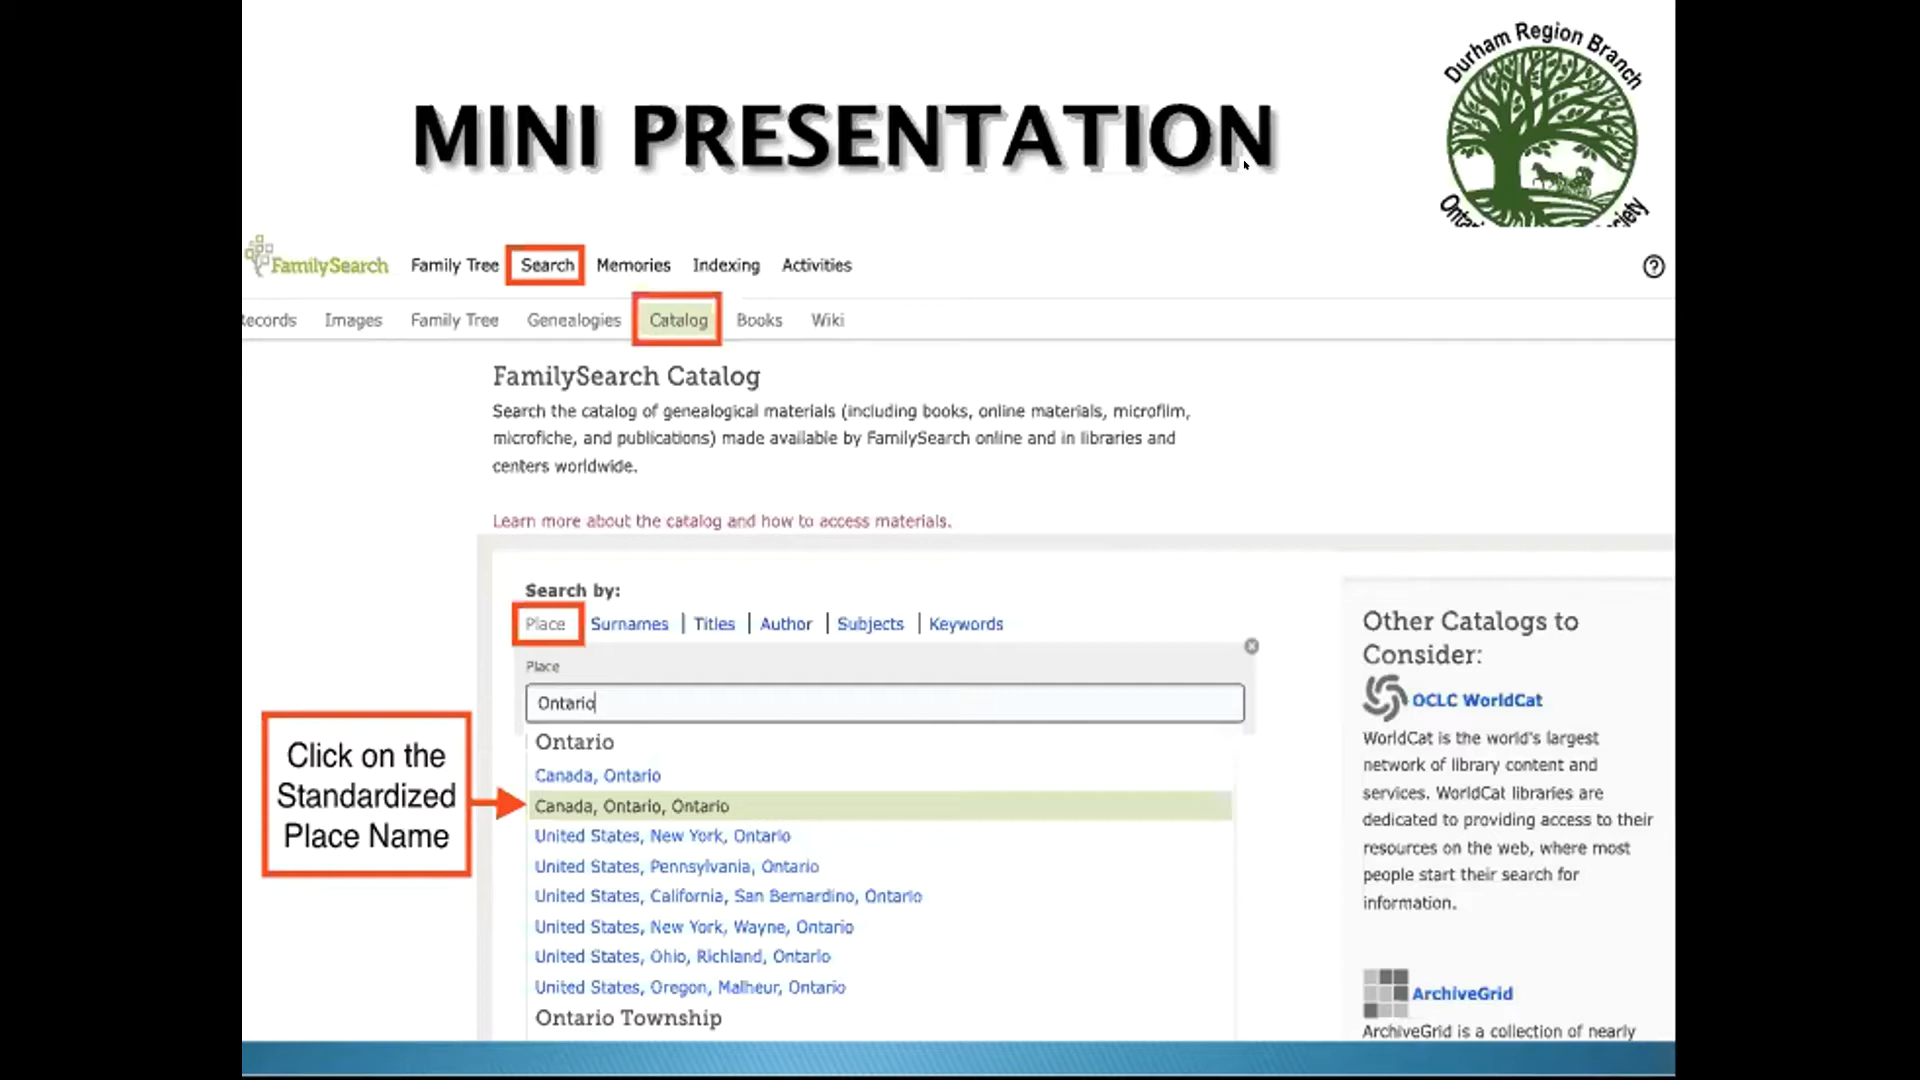 Durham Region Branch
MINI PRESENTATION
FamilySearch Family Tree Search Memories Indexing Activities
Images Family Tree Genealogies Catalog Books Wiki
FamilySearch Catalog
Search the catalog of genealogical materials (including books, online materials, microfilm,
microfiche, and publications) made available by FamilySearch online and in libraries and
centers worldwide.
Learn more about the catalog and how to access materials.
Search by:
Place Surnames | Titles | Author | Subjects | Keywords
Place
Ontario
Ontario
Canada, Ontario
Canada, Ontario, Ontario
United States, New York, Ontario
United States, Pennsylvania, Ontario
United States, California, San Bernardino, Ontario
United States, New York, Wayne, Ontario
United States, Ohio, Richland, Ontario
United States, Oregon, Malheur, Ontario
Ontario Township
Click on the
Standardized
Place Name
Other Catalogs to
Consider:
OCLC WorldCat
WorldCat is the world's largest
network of library content and
services. WorldCat libraries are
dedicated to providing access to their
resources on the web, where most
people start their search for
information.
ArchiveGrid
ArchiveGrid is a collection of nearly